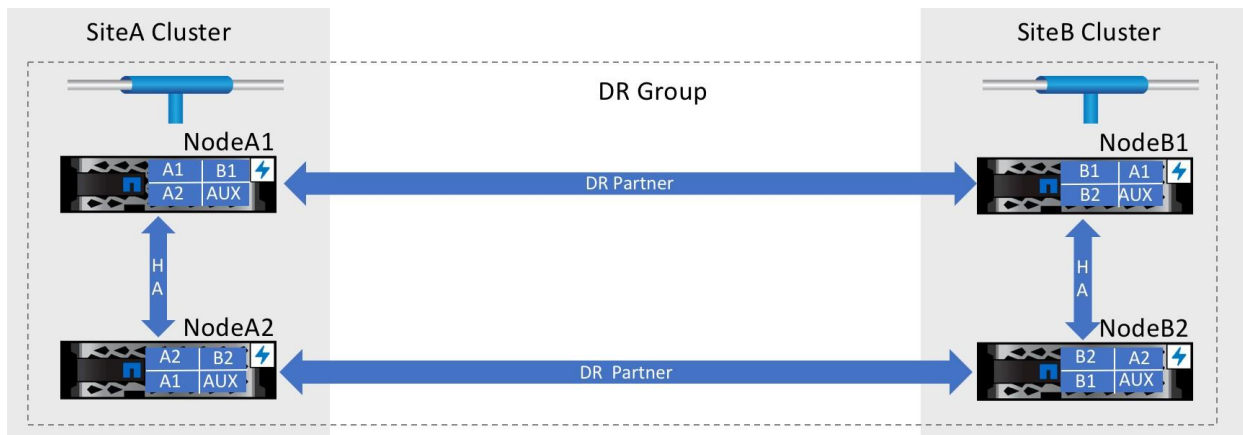 SiteA Cluster
SiteB Cluster
DR Group
NodeA1
A1 B1
A2 AUX
DR Partner
NodeB1
B1 A1
B2 AUX
H
A
H
A
NodeA2
A2 B2
A1 AUX
DR Partner
NodeB2
B2 A2
B1 AUX